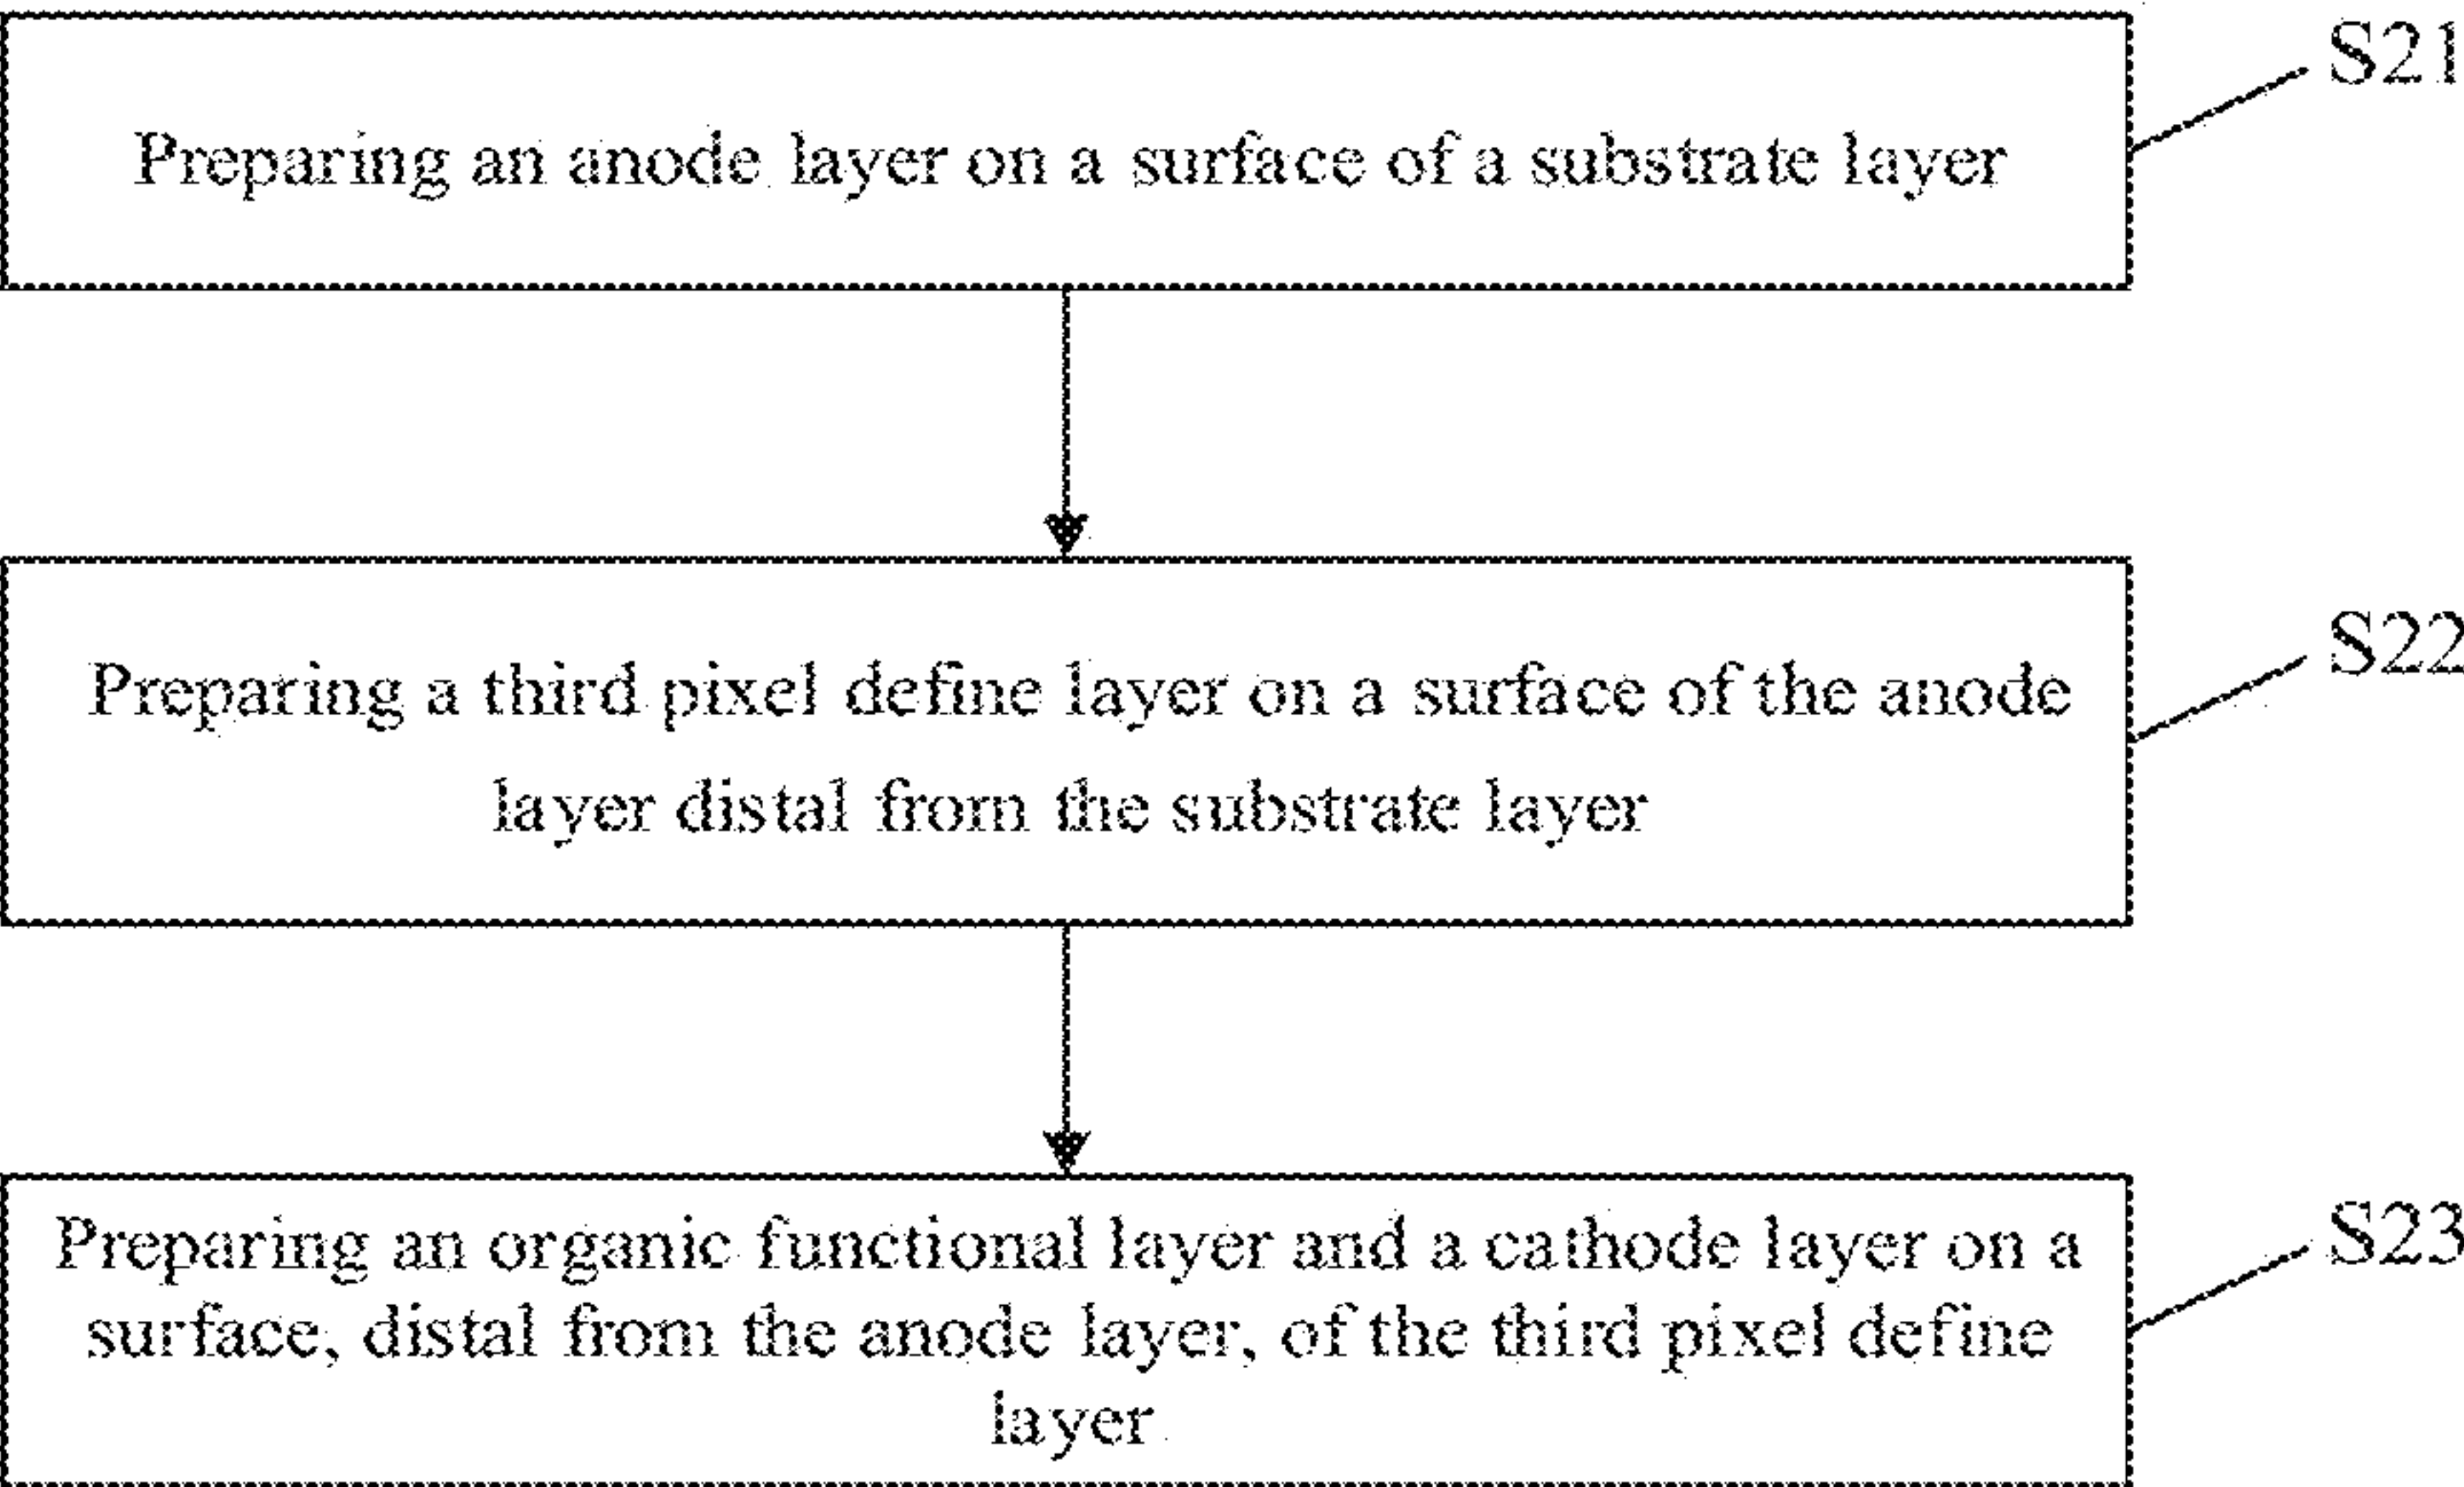 S21
Preparing an anode layer on a surface of a substrate layer
S22
Preparing a third pixel define layer on a surface of the anode
layer distal from the substrate layer
S23
Preparing an organic functional layer and a cathode layer on a
surface, distal from the anode layer, of the third pixel define
layer